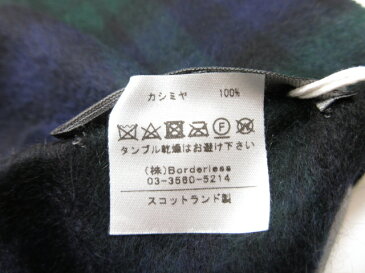 カシミヤ 100%
タンブル乾燥はお避け下さい
(株)Borderless
03-3560-5214
スコットランド製